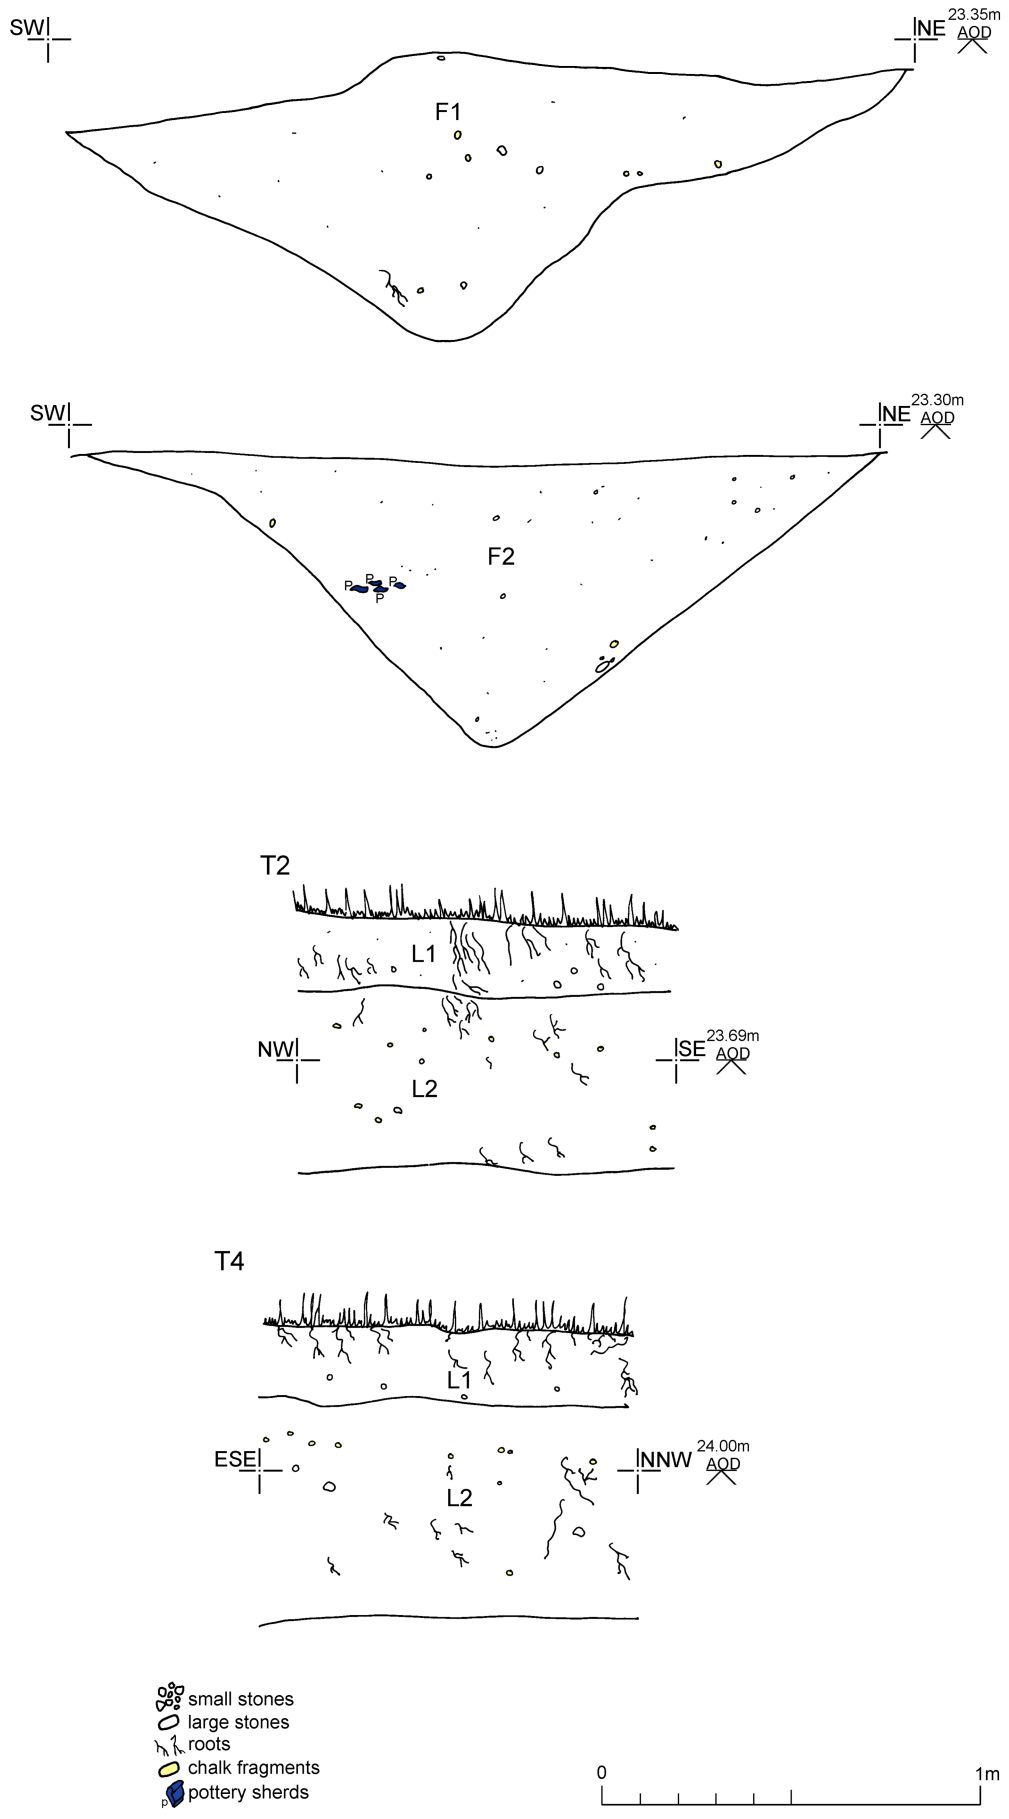 SW
NE
23.35m
AOD
F1
SW
NE
23.30m
AOD
F2
P
P
P
P
T2
L1
NW
SE
23.69m
AOD
L2
T4
L1
ESE
NNW
24.00m
AOD
L2
small stones
large stones
roots
chalk fragments
pottery sherds
p
0 1m